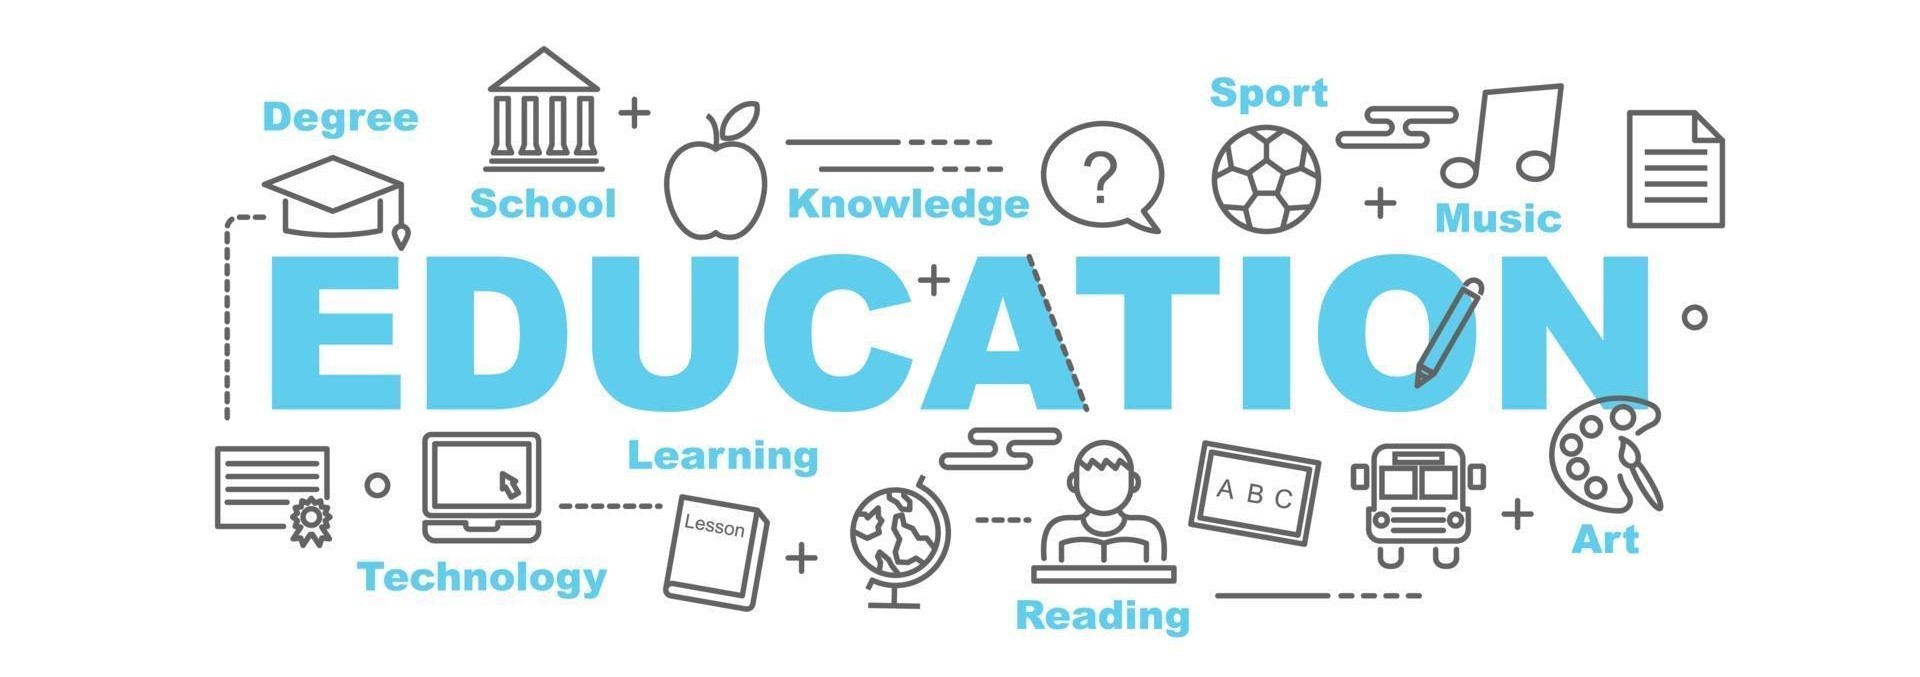 Degree
School
Knowledge
?
Sport
Music
EDUCATION
Technology
Learning
Lesson
Reading
A B C
Art